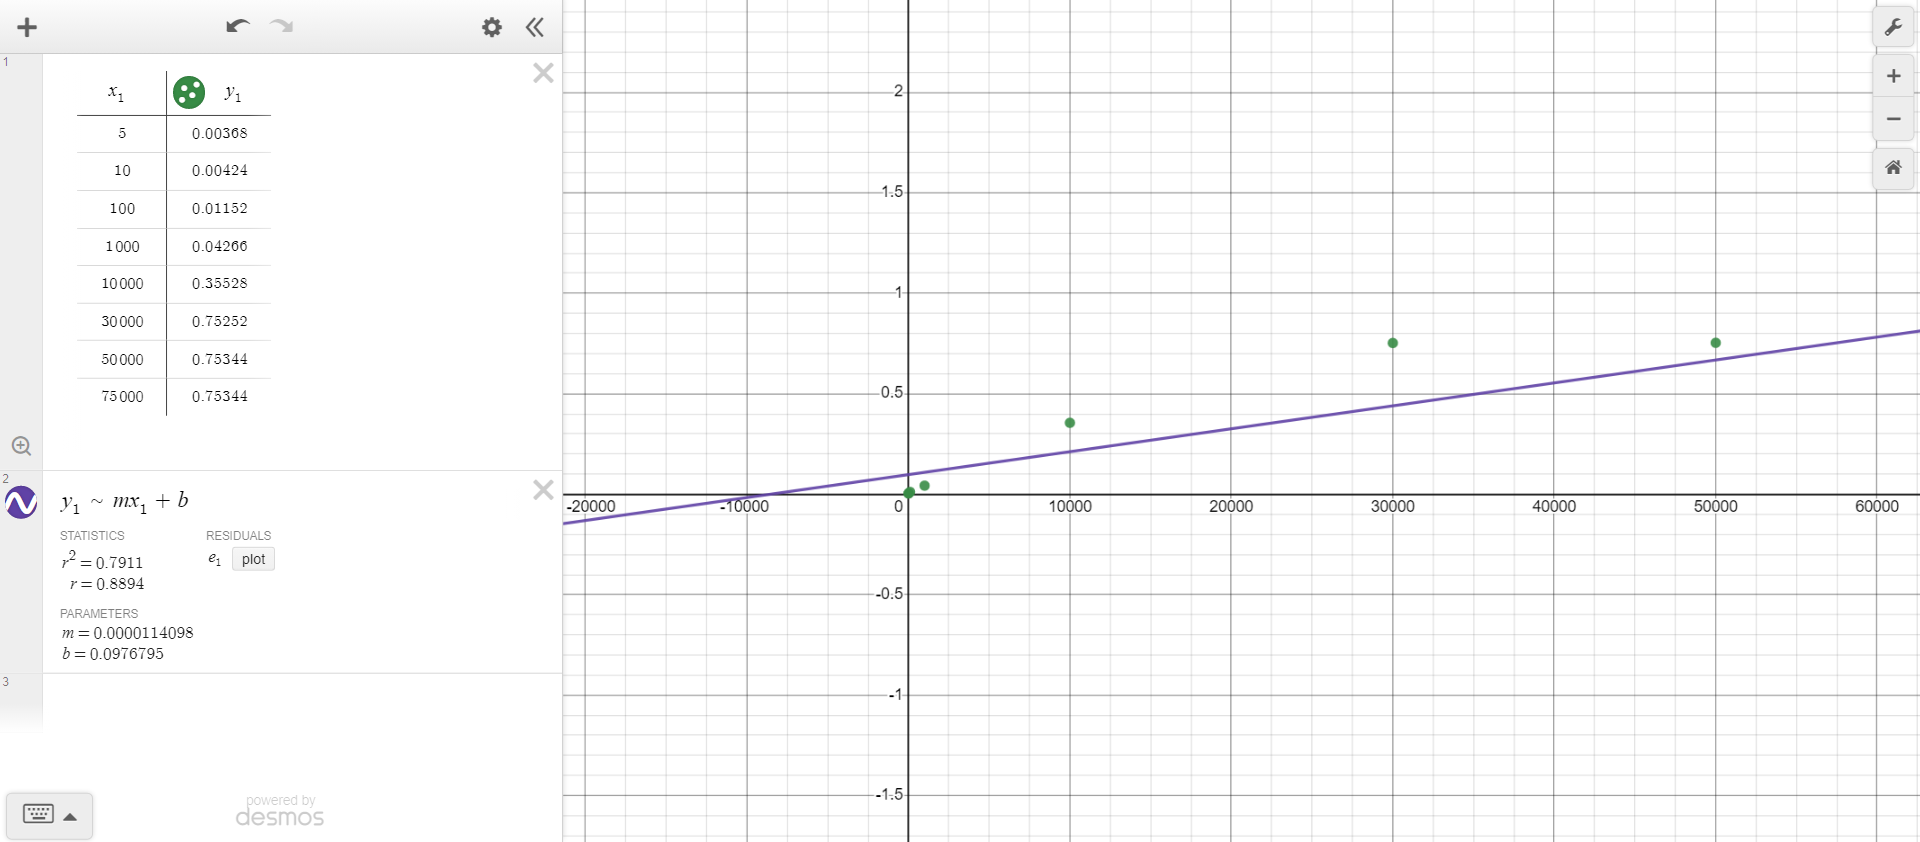 1
x₁ y₁
5 0.00368
10 0.00424
100 0.01152
1000 0.04266
10000 0.35528
30000 0.75252
50000 0.75344
75000 0.75344
2
y₁ ~ mx₁ + b
STATISTICS RESIDUALS
r² = 0.7911 e₁ plot
r = 0.8894
PARAMETERS
m = 0.0000114098
b = 0.0976795
3
powered by
desmos
2
1.5
1
0.5
-20000 -10000 0 10000 20000 30000 40000 50000 60000
-0.5
-1
-1.5